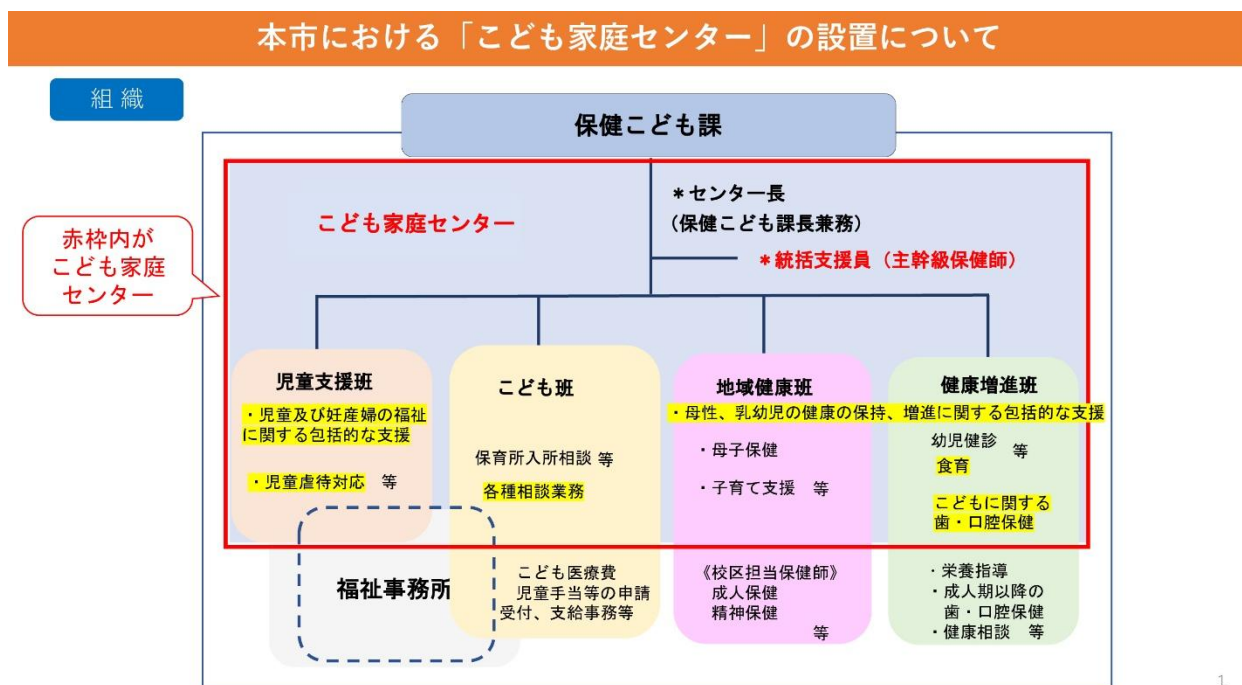 本市における「こども家庭センター」の設置について
組織
保健こども課
赤枠内が
こども家庭
センター
こども家庭センター
*センター長
(保健こども課長兼務)
*統括支援員(主幹級保健師)
児童支援班
・児童及び妊産婦の福祉
に関する包括的な支援
・児童虐待対応 等
こども班
保育所入所相談 等
各種相談業務
地域健康班
健康増進班
・母性、乳幼児の健康の保持、増進に関する包括的な支援
・母子保健
・子育て支援 等
幼児健診 等
食育
こどもに関する
歯・口腔保健
福祉事務所
こども医療費
児童手当等の申請
受付、支給事務等
《校区担当保健師》
成人保健
精神保健
等
・栄養指導
・成人期以降の
歯・口腔保健
・健康相談 等
1